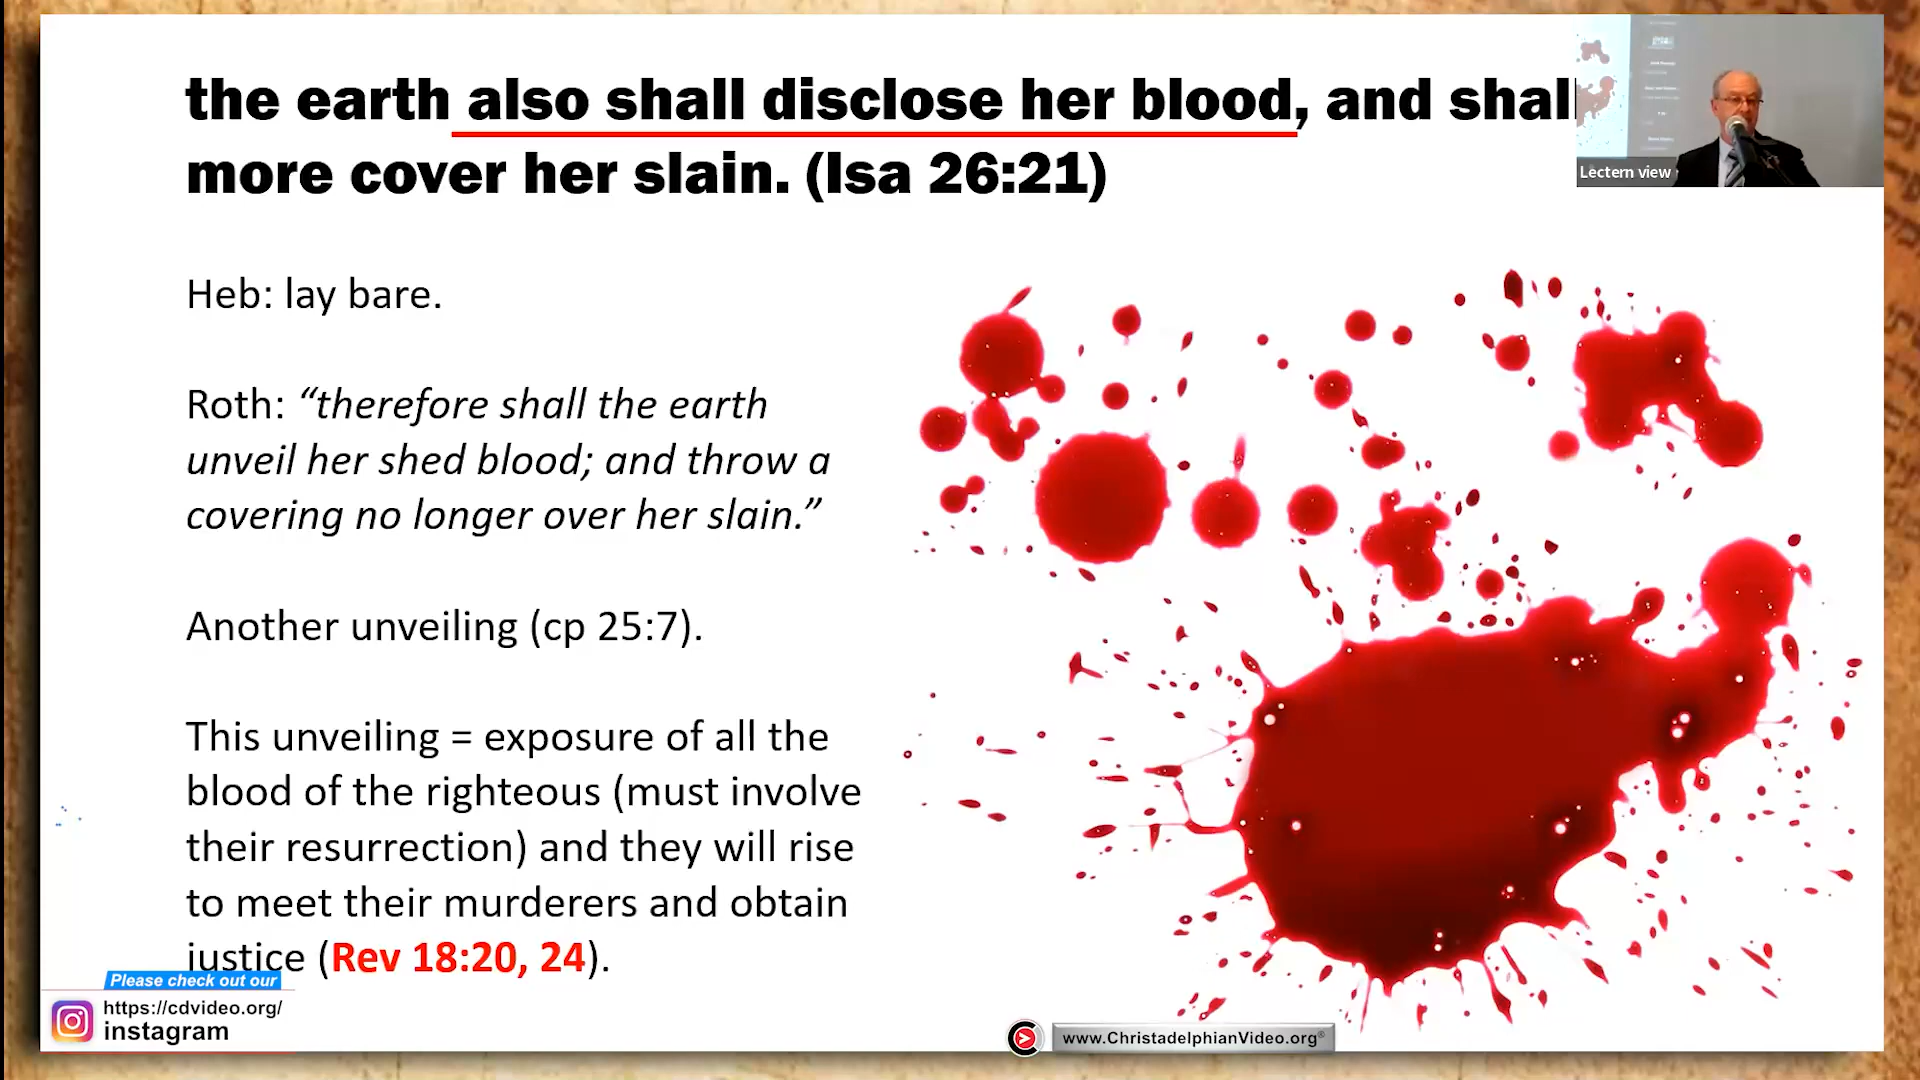 the earth also shall disclose her blood, and shall
more cover her slain. (Isa 26:21)
Lectern view
Heb: lay bare.
Roth: “therefore shall the earth
unveil her shed blood; and throw a
covering no longer over her slain.”
Another unveiling (cp 25:7).
This unveiling = exposure of all the
blood of the righteous (must involve
their resurrection) and they will rise
to meet their murderers and obtain
justice (Rev 18:20, 24).
Please check out our
https://cdvideo.org/
instagram
www.ChristadelphianVideo.org®